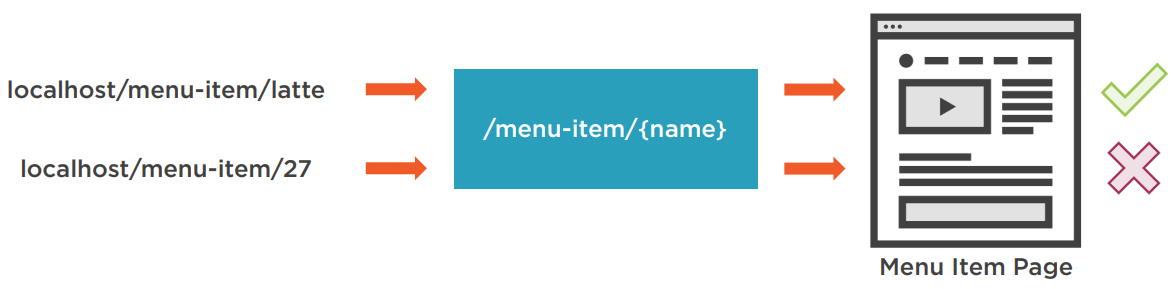 localhost/menu-item/latte
/menu-item/{name}
localhost/menu-item/27
Menu Item Page